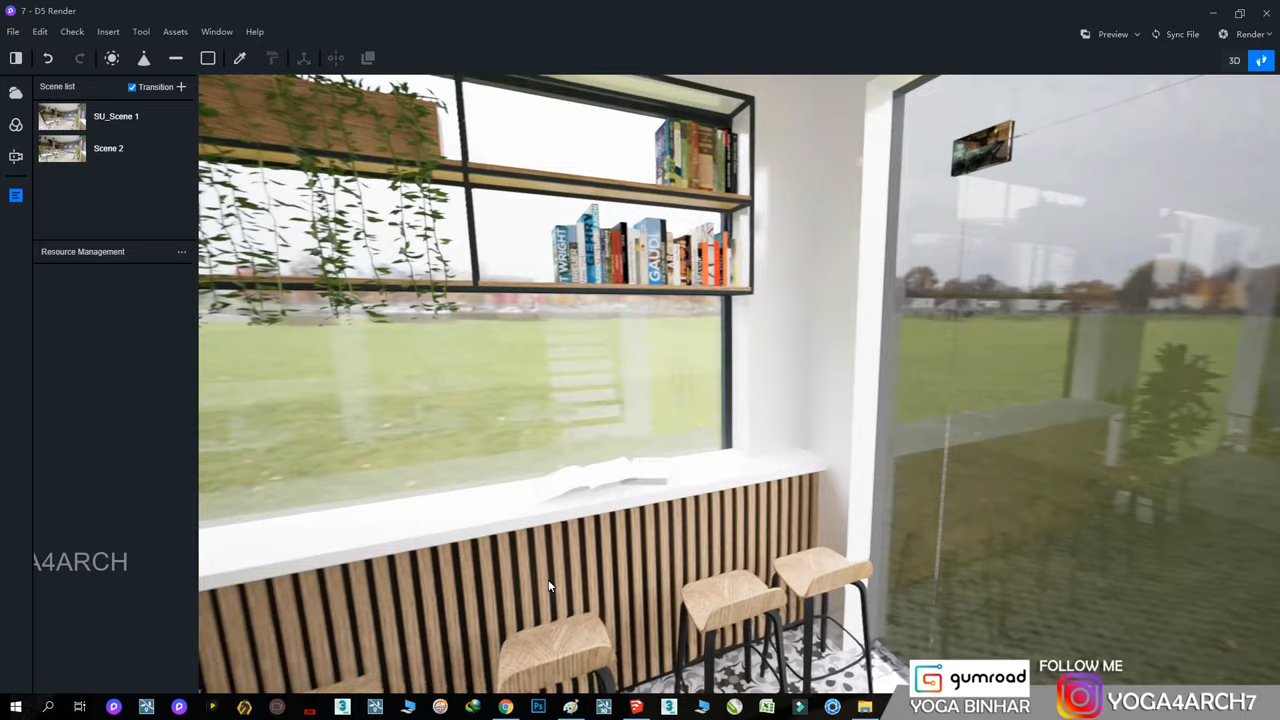 7 - D5 Render
File Edit Check Insert Tool Assets Window Help
Preview Sync File Render
Scene list Transition
3D
SU_Scene 1
Scene 2
Resource Management
GAUDI
A4ARCH
gumroad
YOGA BINHAR
FOLLOW ME
YOGA4ARCH7